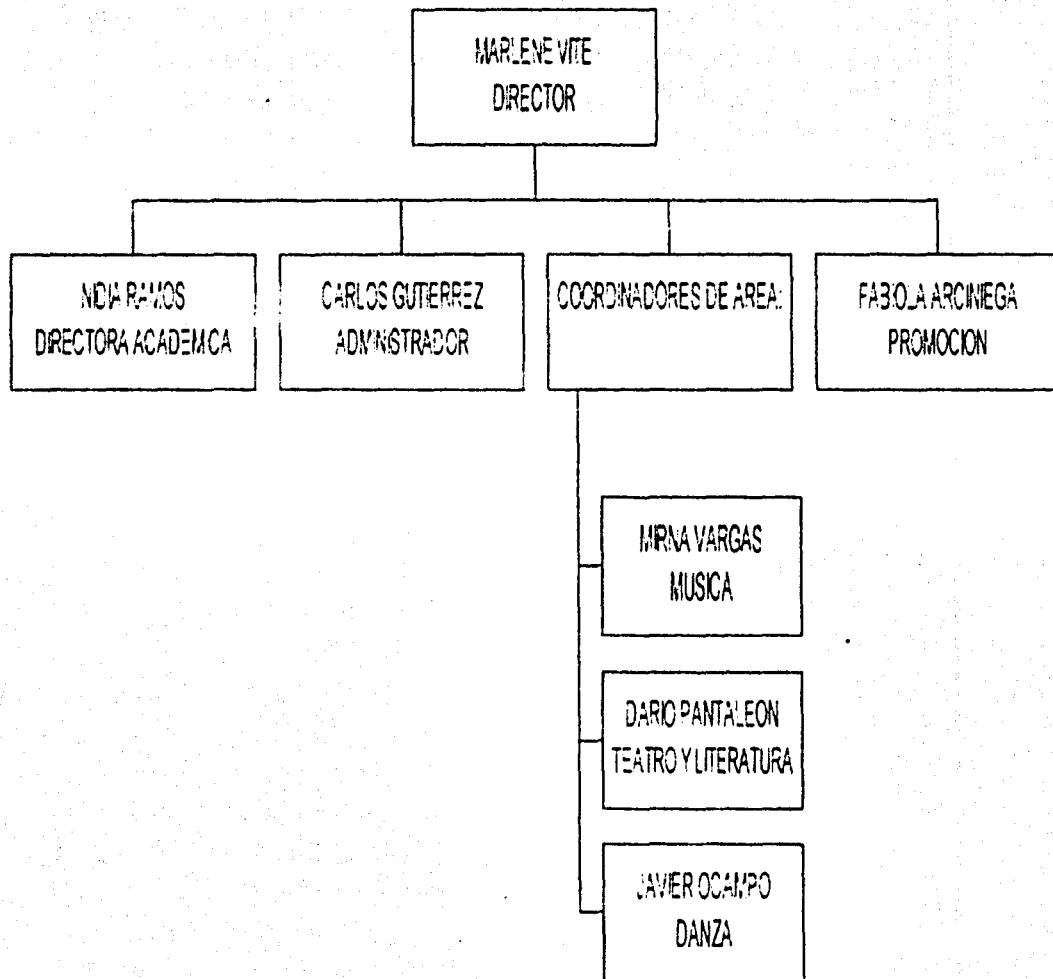 MARLENE VITE
DIRECTOR
NIDIA RAMOS
DIRECTORA ACADEMICA
CARLOS GUTIERREZ
ADMINISTRADOR
COORDINADORES DE AREA:
FABIOLA ARCINIEGA
PROMOCION
MIRNA VARGAS
MUSICA
DARIO PANTALEON
TEATRO Y LITERATURA
JAVIER OCAMPO
DANZA